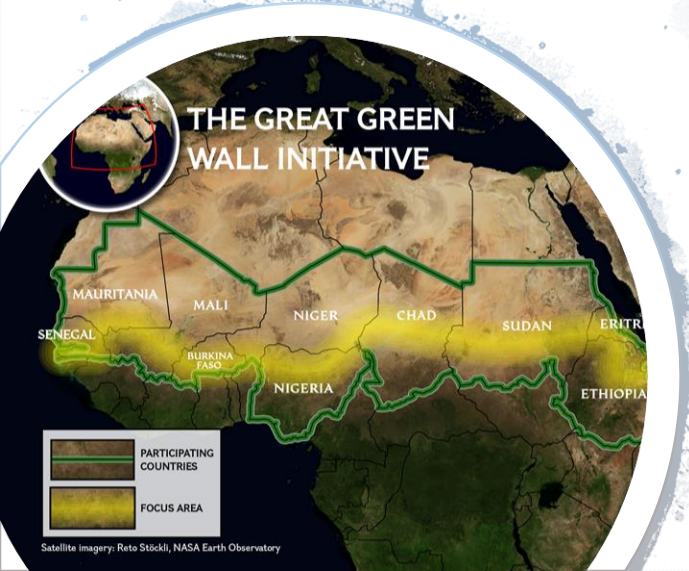 THE GREAT GREEN
WALL INITIATIVE
MAURITANIA
MALI
NIGER
CHAD
SUDAN
ERITR
SENEGAL
BURKINA
FASO
NIGERIA
ETHIOPIA
PARTICIPATING
COUNTRIES
FOCUS AREA
Satellite imagery: Reto Stöckli, NASA Earth Observatory